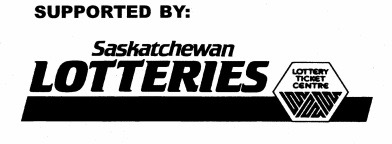 SUPPORTED BY:
Saskatchewan
LOTTERIES
LOTTERY
TICKET
CENTRE